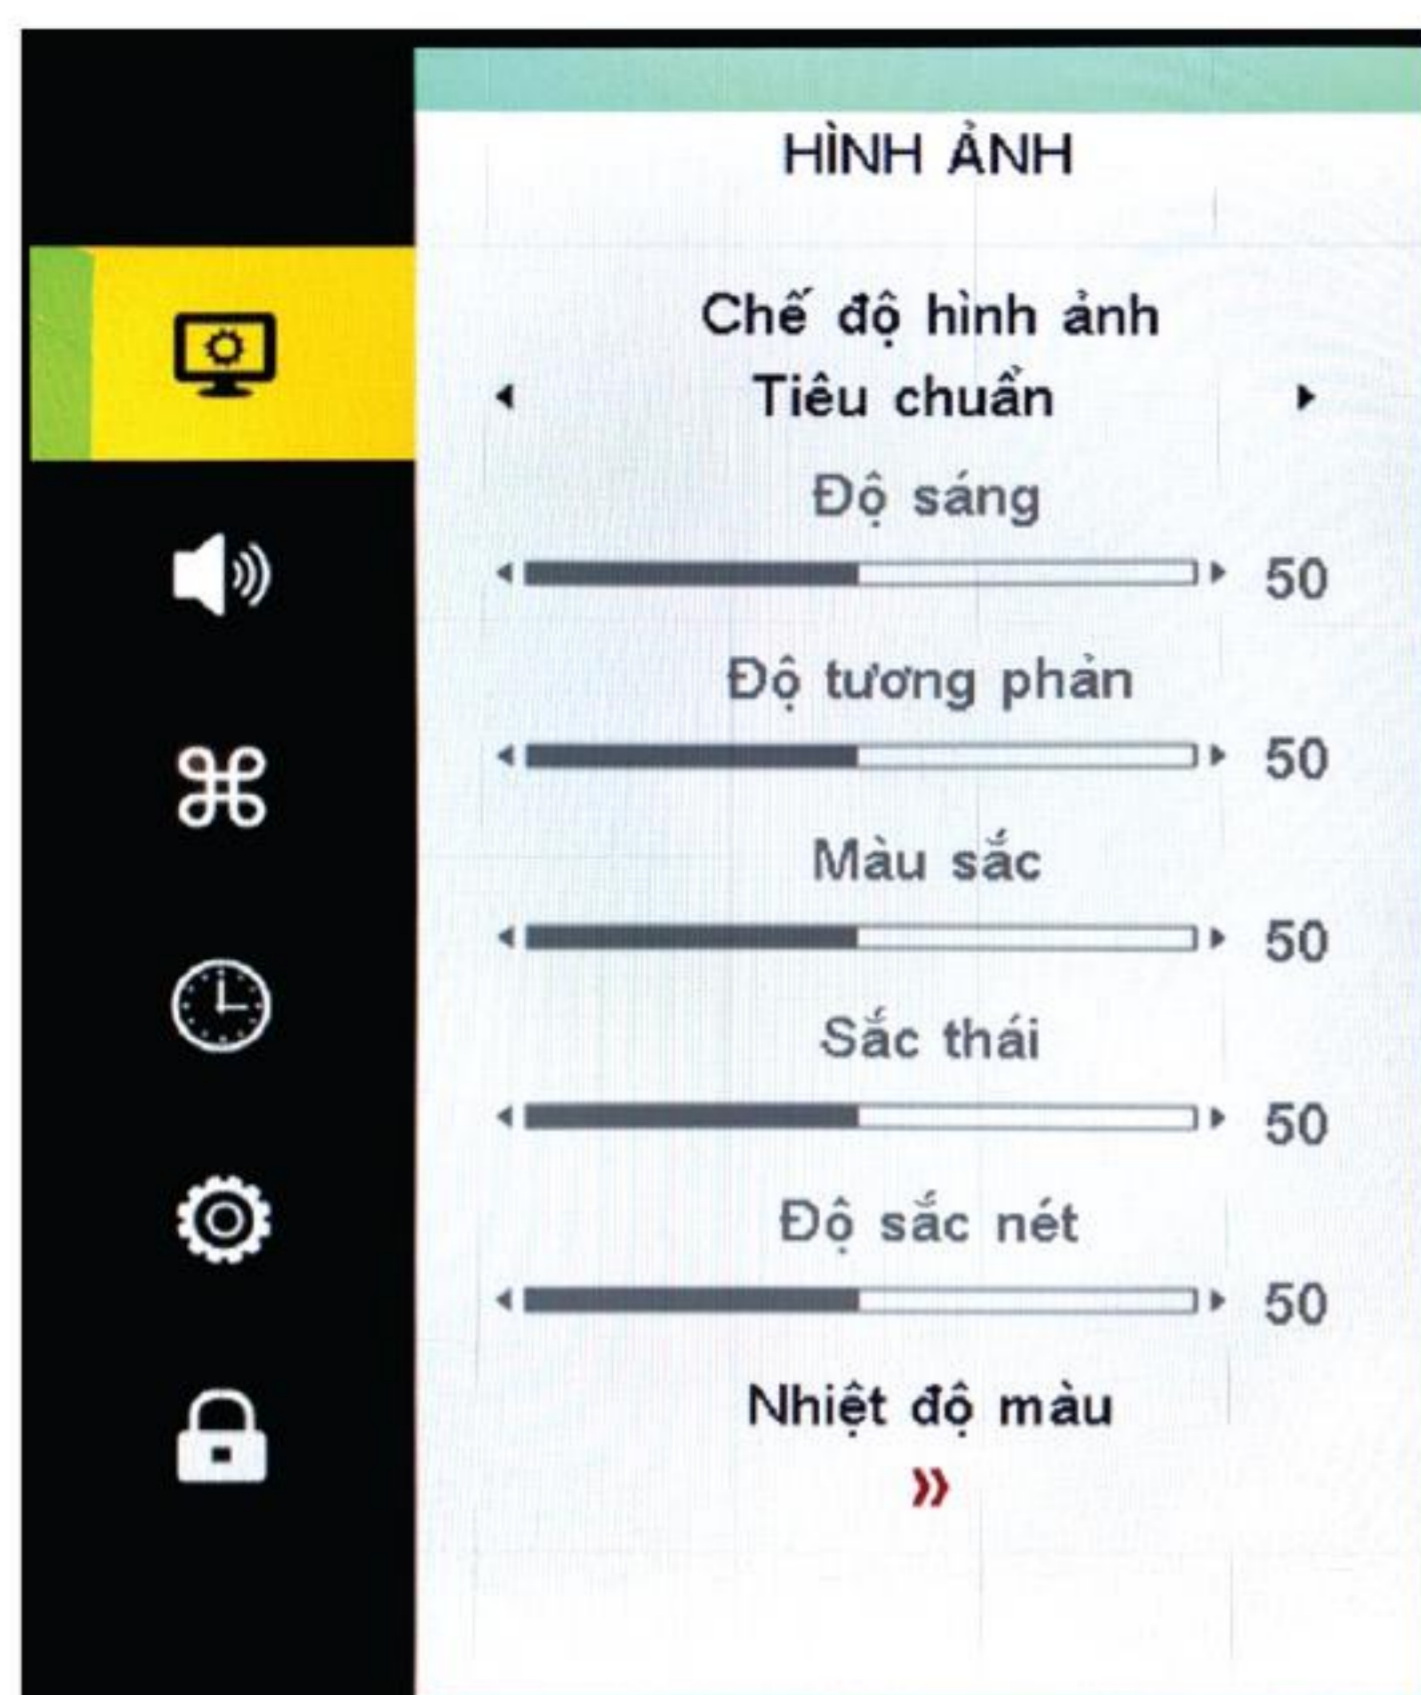 HÌNH ẢNH
Chế độ hình ảnh
Tiêu chuẩn
Độ sáng
50
Độ tương phản
50
Màu sắc
50
Sắc thái
50
Độ sắc nét
50
Nhiệt độ màu